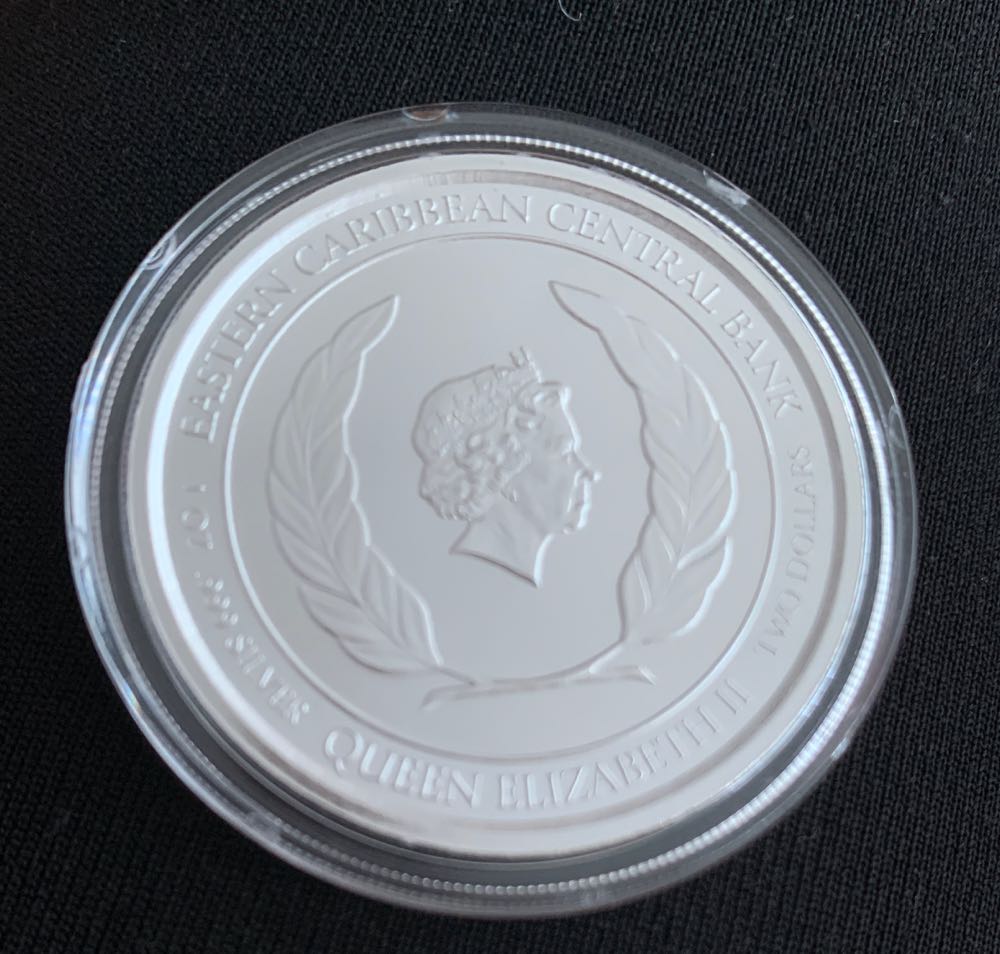 EASTERN CARIBBEAN CENTRAL BANK
TWO DOLLARS
QUEEN ELIZABETH II
1 OZ .999 SILVER